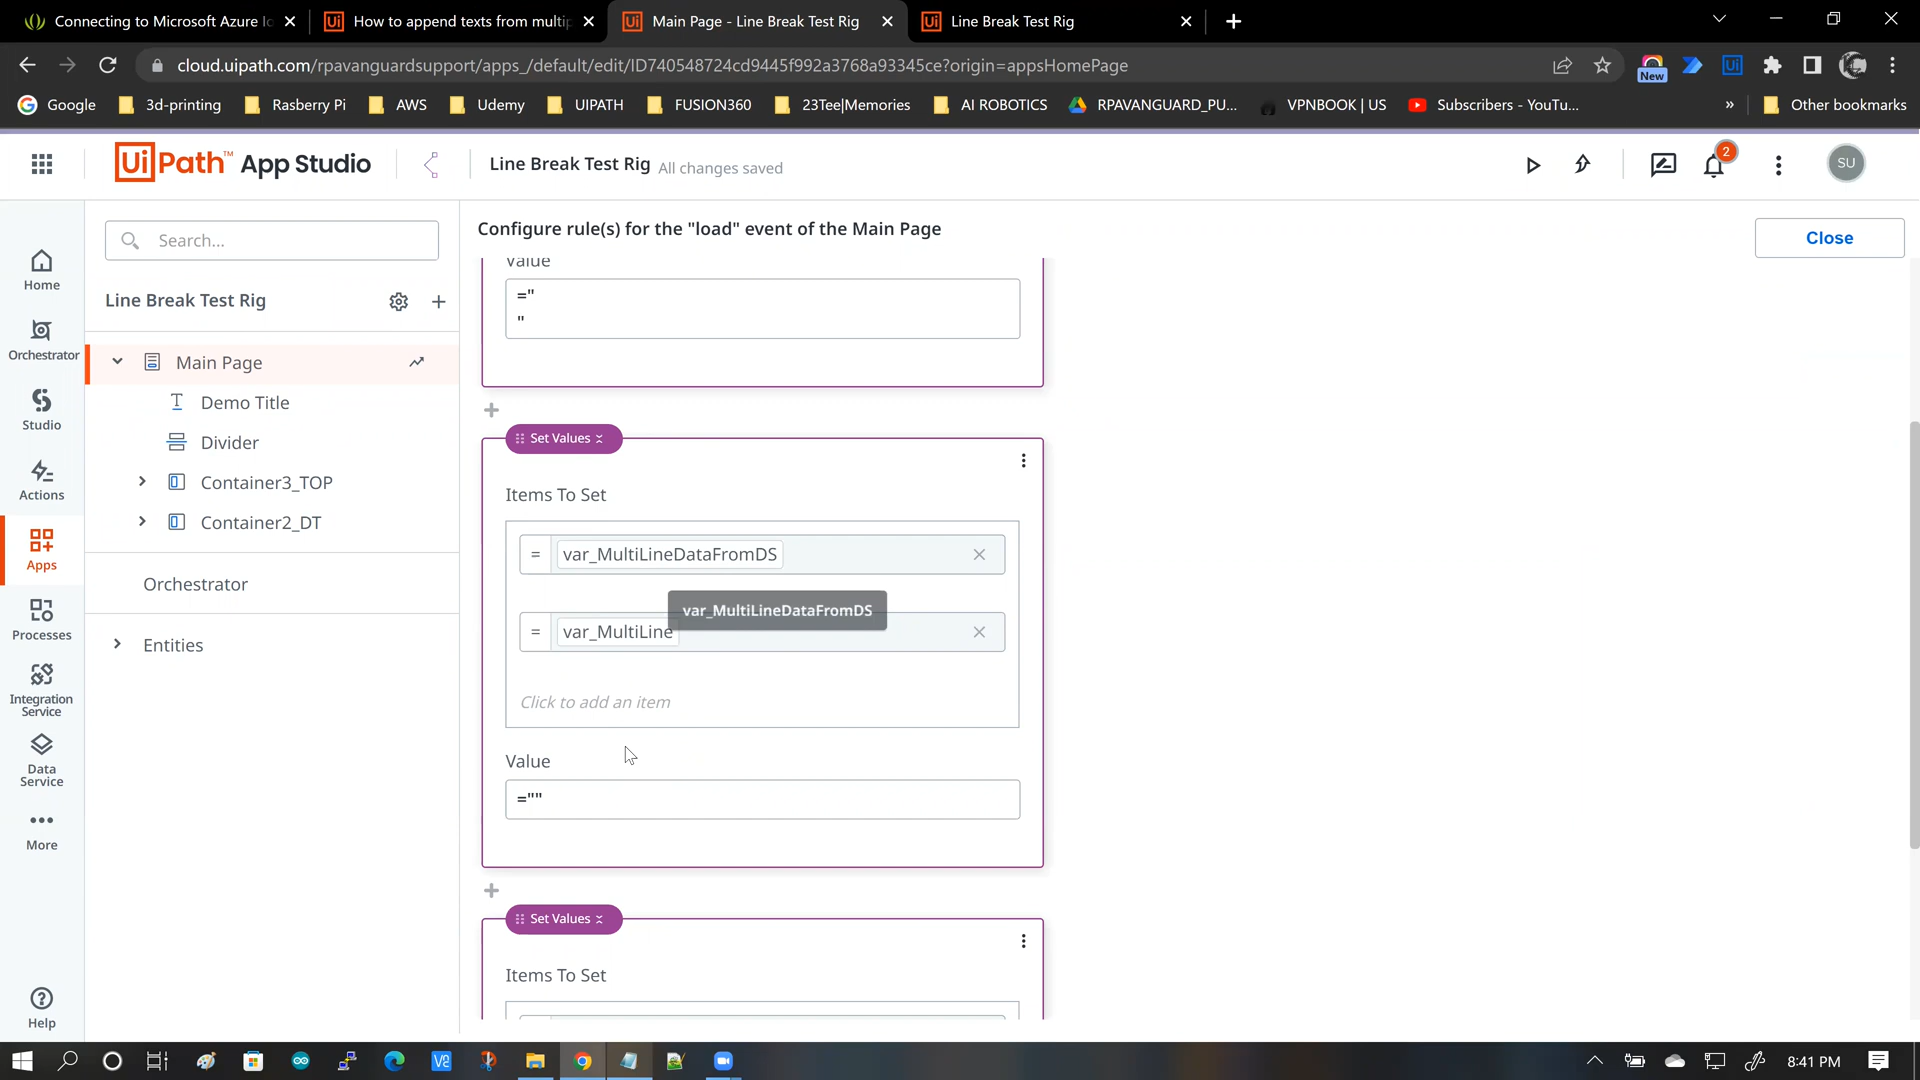 Connecting to Microsoft Azure Io
How to append texts from multip
Main Page - Line Break Test Rig
Line Break Test Rig
cloud.uipath.com/rpavanguardsupport/apps_/default/edit/ID740548724cd9445f992a3768a93345ce?origin=appsHomePage
New
Google
3d-printing
Rasberry Pi
AWS
Udemy
UIPATH
FUSION360
23Tee|Memories
AI ROBOTICS
RPAVANGUARD_PU...
VPNBOOK | US
Subscribers - YouTu...
»
Other bookmarks
UiPath™ App Studio
Line Break Test Rig
All changes saved
2
SU
Search...
Configure rule(s) for the "load" event of the Main Page
Close
Home
Orchestrator
Studio
Actions
Apps
Processes
Integration
Service
Data
Service
More
Help
Line Break Test Rig
Main Page
Demo Title
Divider
Container3_TOP
Container2_DT
Orchestrator
Entities
Value
="
"
Set Values
Items To Set
= var_MultiLineDataFromDS
var_MultiLineDataFromDS
= var_MultiLine
Click to add an item
Value
=""
Set Values
Items To Set
8:41 PM